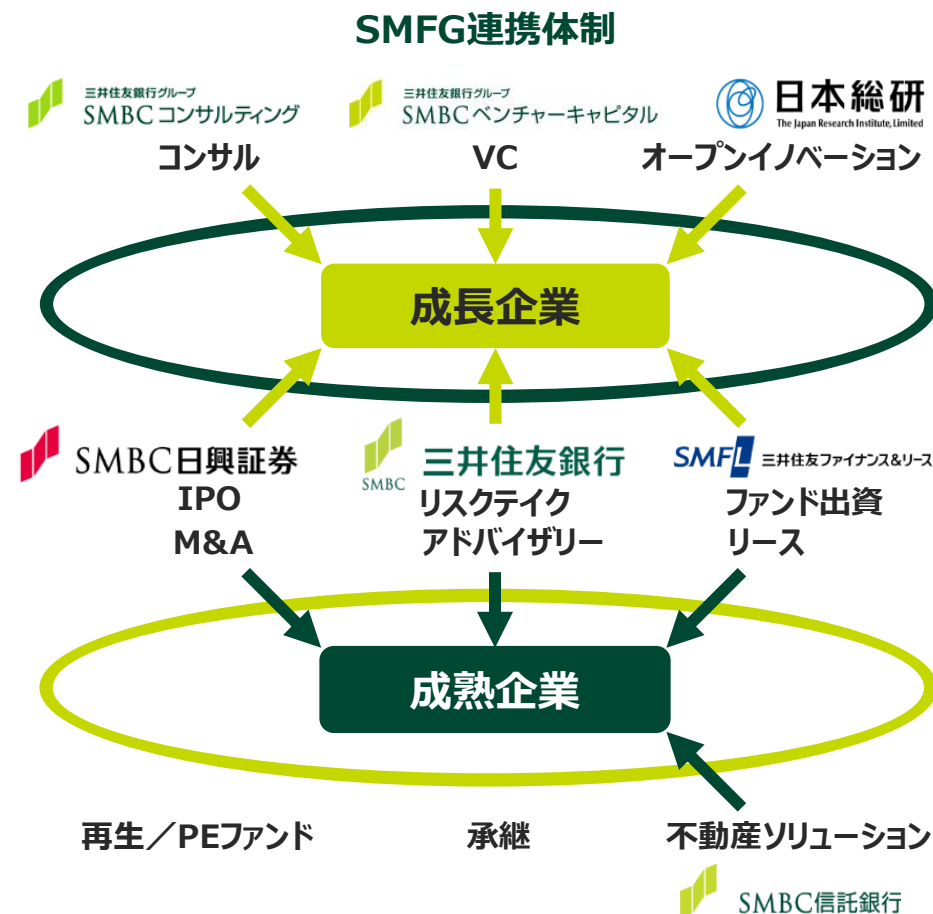 SMFG連携体制
三井住友銀行グループ
SMBCコンサルティング
コンサル
三井住友銀行グループ
SMBCベンチャーキャピタル
VC
日本総研
The Japan Research Institute, Limited
オープンイノベーション
成長企業
SMBC日興証券
IPO
M&A
SMBC
三井住友銀行
リスクテイク
アドバイザリー
SMFL 三井住友ファイナンス&リース
ファンド出資
リース
成熟企業
再生／PEファンド
承継
不動産ソリューション
SMBC信託銀行